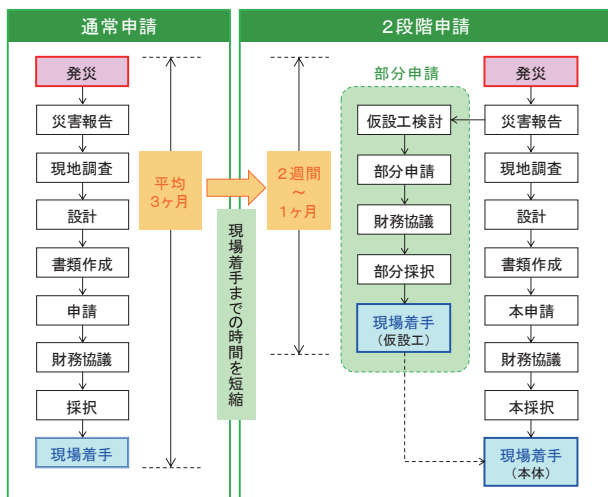 通常申請
発災
災害報告
現地調査
設計
書類作成
申請
財務協議
採択
現場着手
平均
3ヶ月
現場着手までの時間を短縮
2段階申請
2週間
～
1ヶ月
部分申請
仮設工検討
部分申請
財務協議
部分採択
現場着手
(仮設工)
発災
災害報告
現地調査
設計
書類作成
本申請
財務協議
本採択
現場着手
(本体)